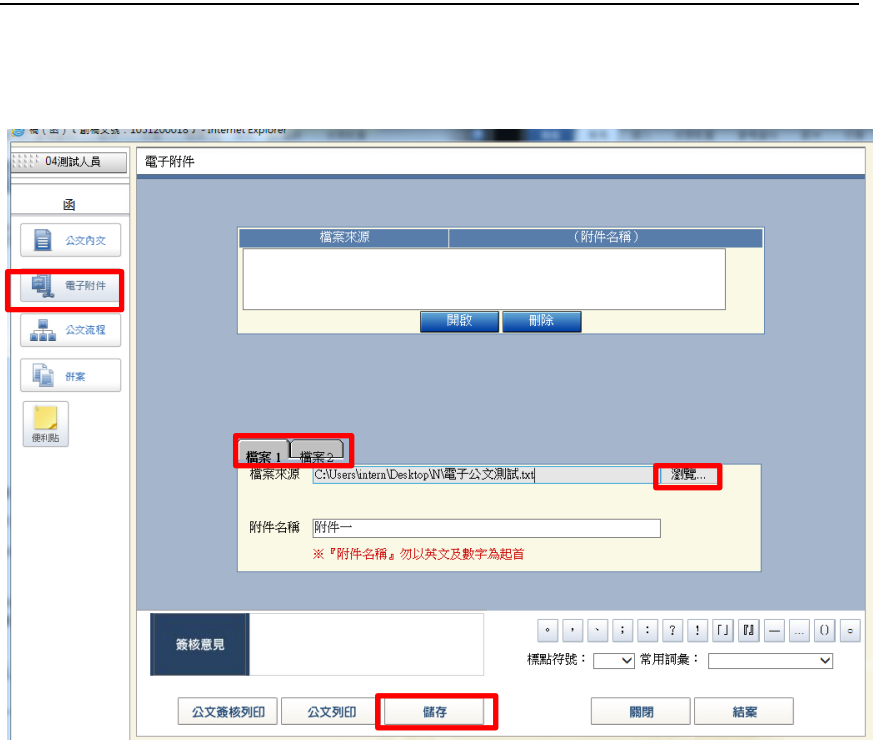 04測試人員
電子附件
函
公文內文
電子附件
公文流程
併案
便利貼
檔案來源 (附件名稱)
開啟 刪除
檔案 1 檔案 2
檔案來源 C:\Users\intern\Desktop\N\電子公文測試.txt 瀏覽...
附件名稱 附件一
※『附件名稱』勿以英文及數字為起首
簽核意見
。 , 、 ; : ? ! 「」 『』 — … ()
標點符號: 常用詞彙:
公文簽核列印 公文列印 儲存 關閉 結案